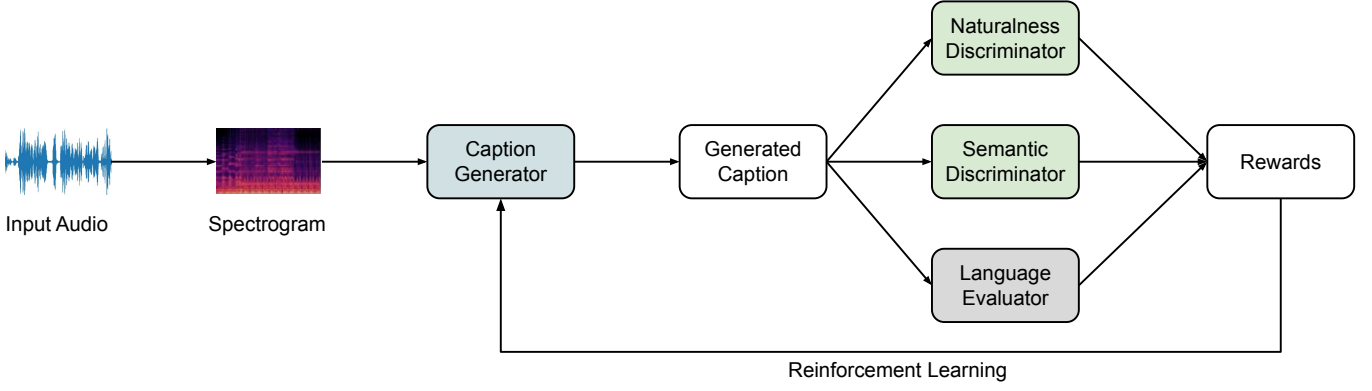 Input Audio
Spectrogram
Caption
Generator
Generated
Caption
Naturalness
Discriminator
Semantic
Discriminator
Language
Evaluator
Rewards
Reinforcement Learning